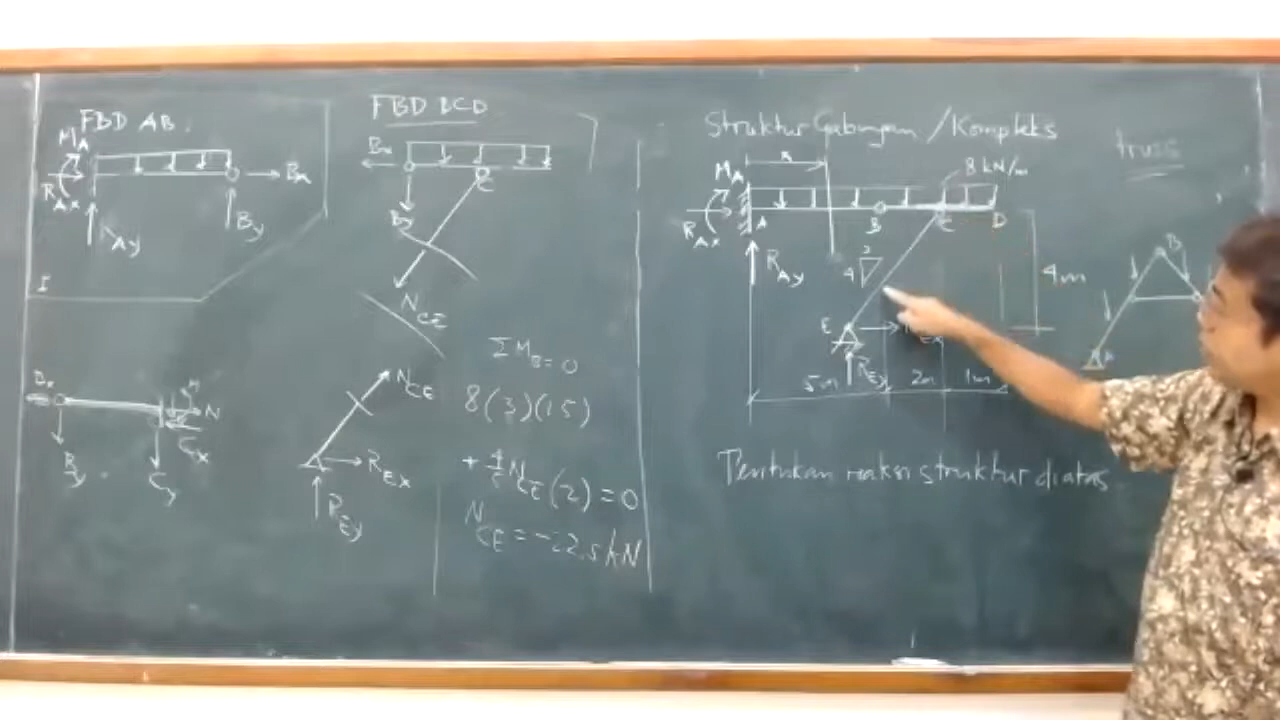 FBD AB.
M_A
R_Ax
R_Ay
B_x
B_y
I
FBD BCD
B_x
B_y
C
N_CE
B_x
B_y
M
N
C_x
C_y
N_CE
R_EX
R_Ey
ΣM_B = 0
8(3)(1.5)
+ 4/5 N_CE (2) = 0
N_CE = -22.5 kN
Struktur Gabungan / Kompleks
x
8 kN/m
M_A
R_Ax
A
B
C
D
R_Ay
2
4
4m
E
R_Ey
5m
2m
1m
Tentukan reaksi struktur diatas
truss
B
A